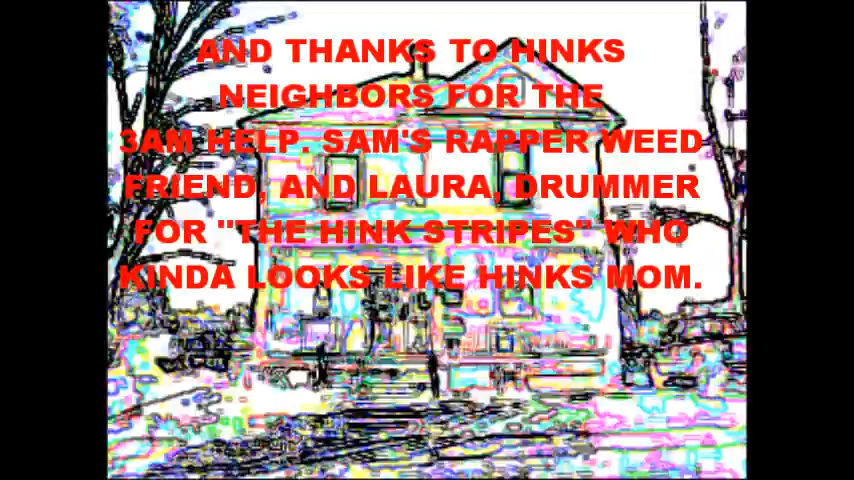 AND THANKS TO HINKS
NEIGHBORS FOR THE
3AM HELP. SAM'S RAPPER WEED
FRIEND, AND LAURA, DRUMMER
FOR "THE HINK STRIPES" WHO
KINDA LOOKS LIKE HINKS MOM.